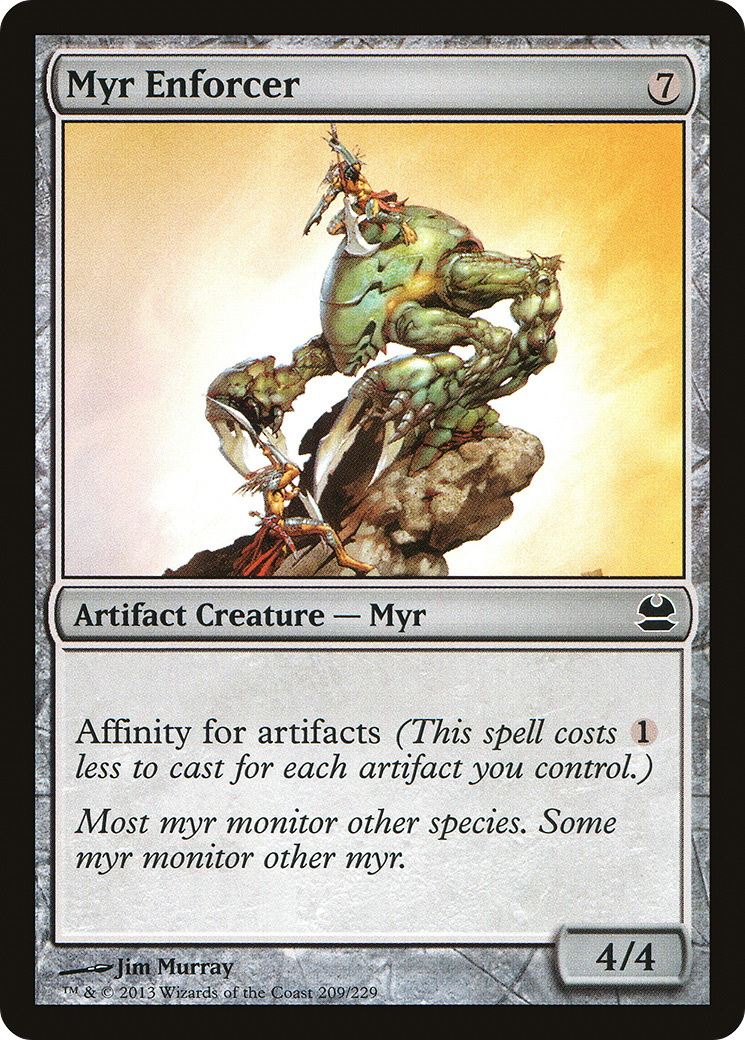 Myr Enforcer 7
Artifact Creature — Myr
Affinity for artifacts (This spell costs 1
less to cast for each artifact you control.)
Most myr monitor other species. Some
myr monitor other myr.
4/4
Jim Murray
™ & © 2013 Wizards of the Coast 209/229